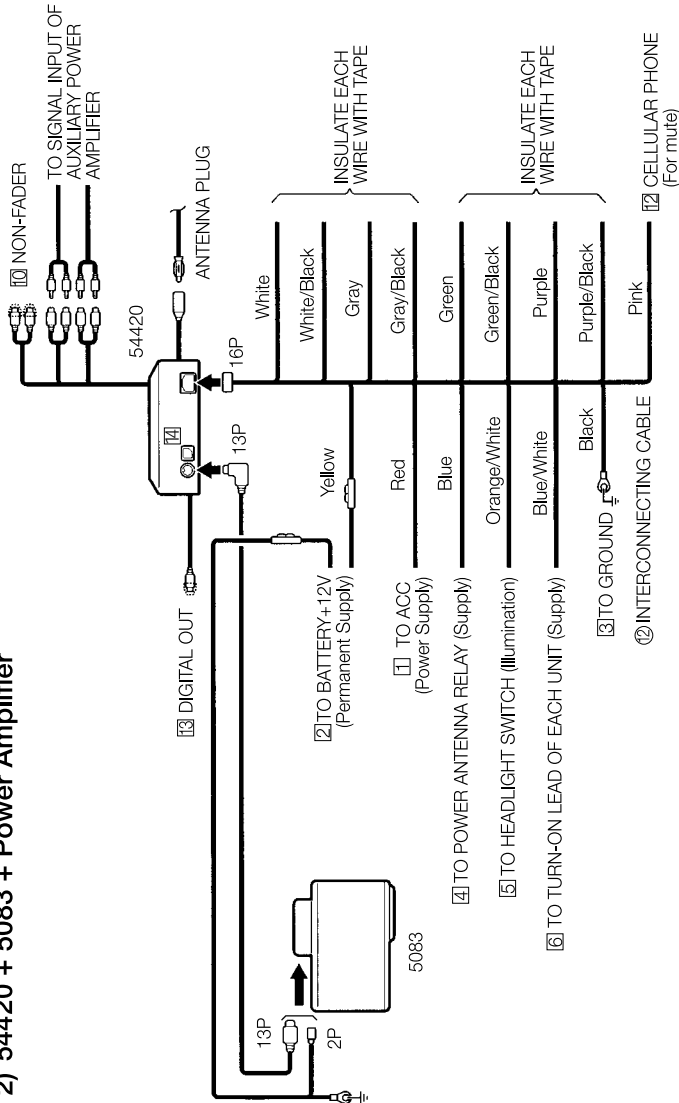 2) 54420 + 5083 + Power Amplifier
10 NON-FADER
TO SIGNAL INPUT OF
AUXILIARY POWER
AMPLIFIER
54420
ANTENNA PLUG
14
16P
13P
13 DIGITAL OUT
White
White/Black
Gray
Gray/Black
INSULATE EACH
WIRE WITH TAPE
Green
Green/Black
Purple
Purple/Black
INSULATE EACH
WIRE WITH TAPE
Pink
12 CELLULAR PHONE
(For mute)
Yellow
2 TO BATTERY+12V
(Permanent Supply)
Red
1 TO ACC
(Power Supply)
Blue
4 TO POWER ANTENNA RELAY (Supply)
Orange/White
5 TO HEADLIGHT SWITCH (Illumination)
Blue/White
6 TO TURN-ON LEAD OF EACH UNIT (Supply)
Black
3 TO GROUND
⑫ INTERCONNECTING CABLE
13P
2P
5083